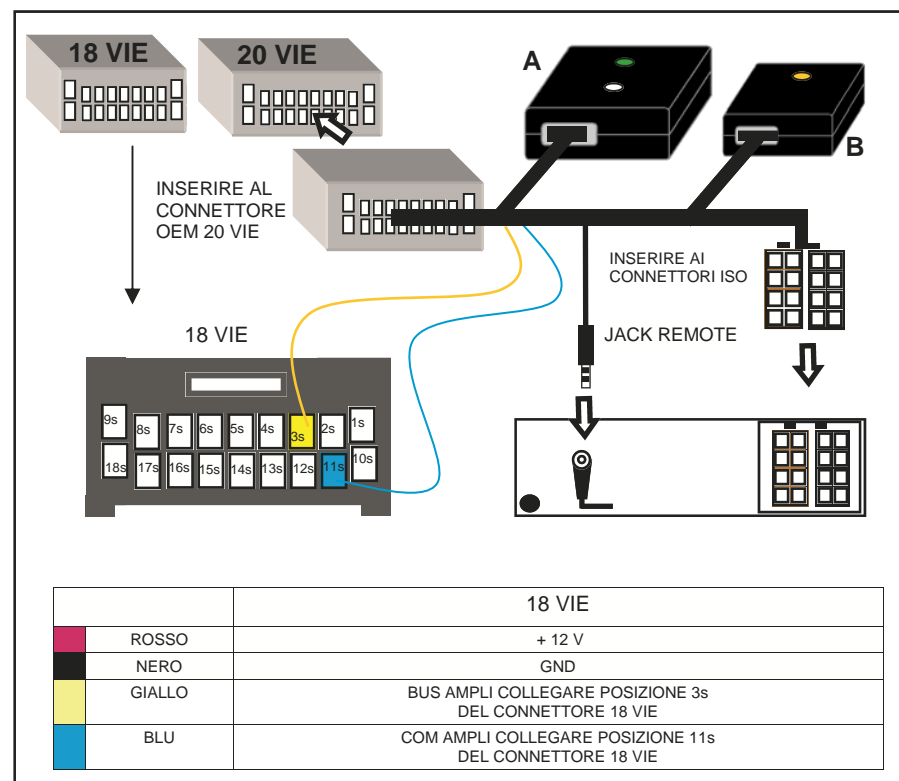 18 VIE
20 VIE
A
B
INSERIRE AL
CONNETTORE
OEM 20 VIE
INSERIRE AI
CONNETTORI ISO
JACK REMOTE
18 VIE
9s 8s 7s 6s 5s 4s 3s 2s 1s
18s 17s 16s 15s 14s 13s 12s 11s 10s
18 VIE
ROSSO + 12 V
NERO GND
GIALLO BUS AMPLI COLLEGARE POSIZIONE 3s
DEL CONNETTORE 18 VIE
BLU COM AMPLI COLLEGARE POSIZIONE 11s
DEL CONNETTORE 18 VIE